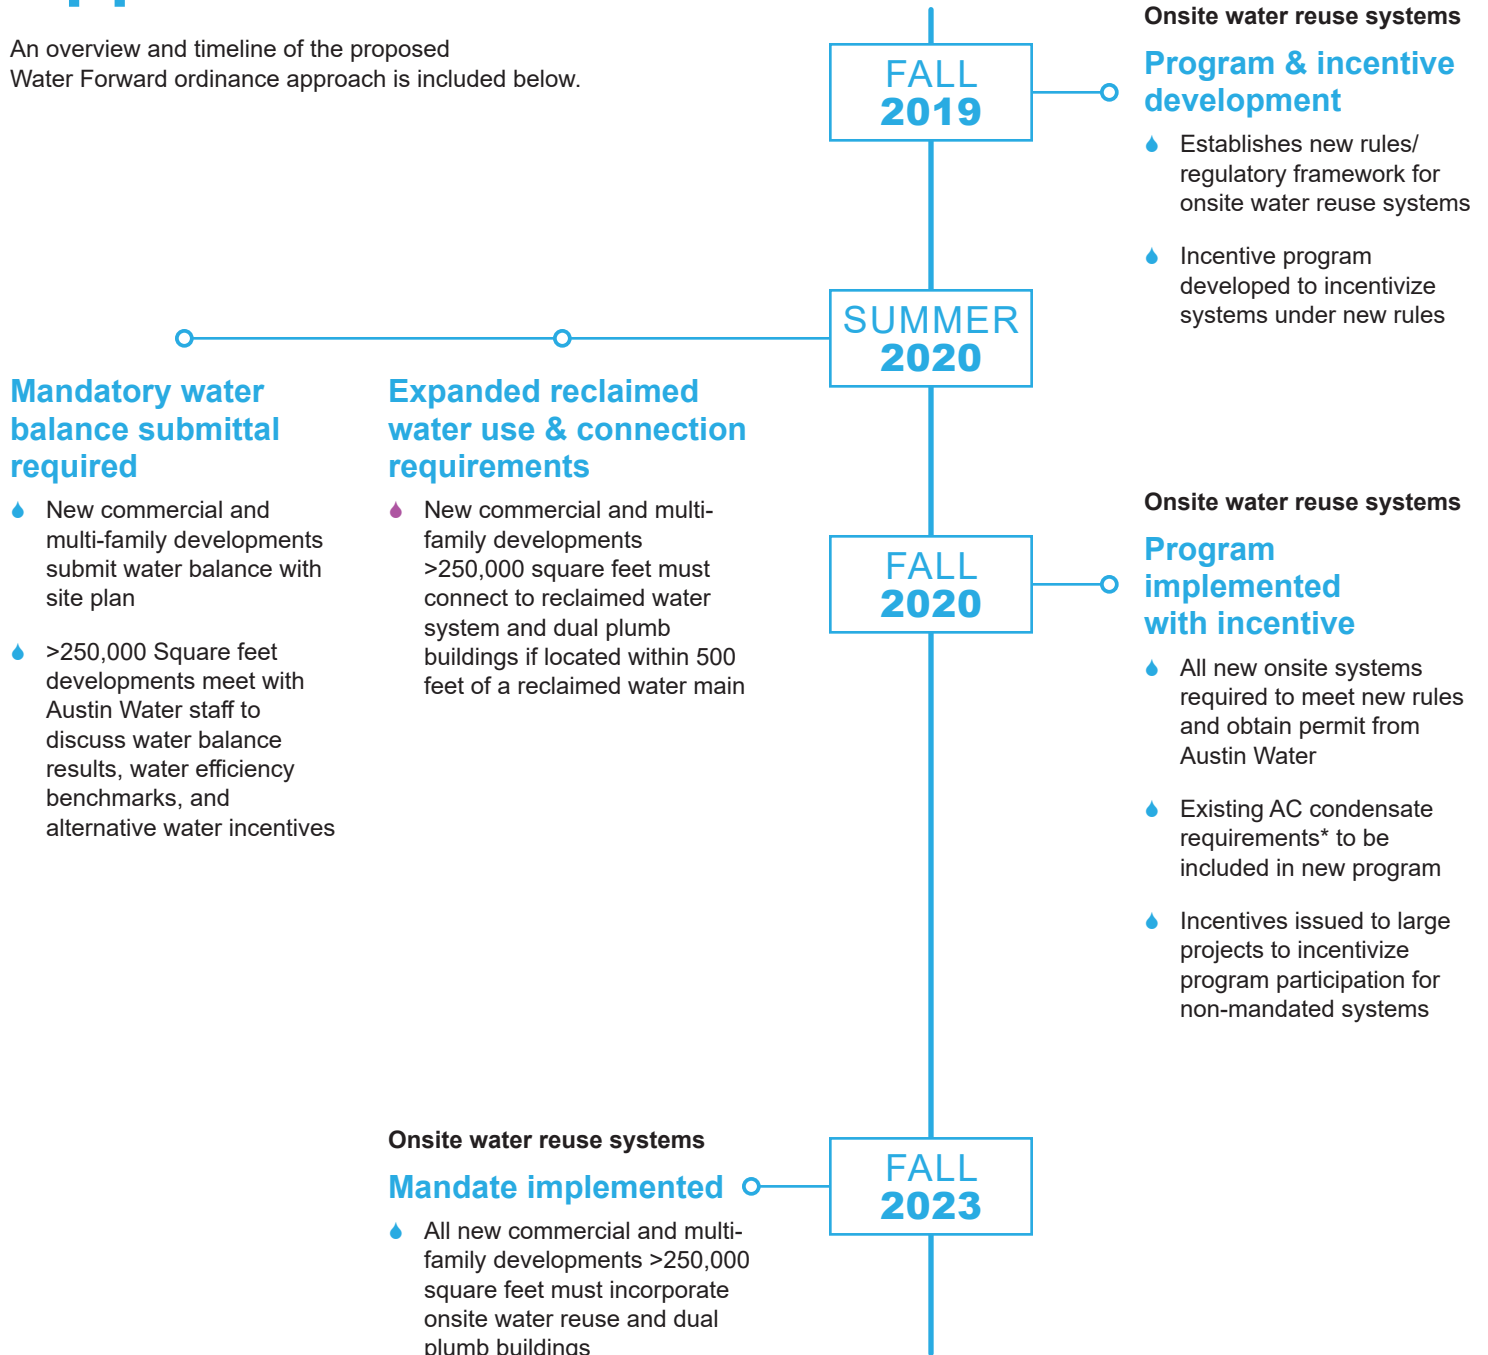 An overview and timeline of the proposed
Water Forward ordinance approach is included below.
FALL
2019
Onsite water reuse systems
Program & incentive
development
Establishes new rules/
regulatory framework for
onsite water reuse systems
Incentive program
developed to incentivize
systems under new rules
SUMMER
2020
Mandatory water
balance submittal
required
New commercial and
multi-family developments
submit water balance with
site plan
>250,000 Square feet
developments meet with
Austin Water staff to
discuss water balance
results, water efficiency
benchmarks, and
alternative water incentives
Expanded reclaimed
water use & connection
requirements
New commercial and multi-
family developments
>250,000 square feet must
connect to reclaimed water
system and dual plumb
buildings if located within 500
feet of a reclaimed water main
FALL
2020
Onsite water reuse systems
Program
implemented
with incentive
All new onsite systems
required to meet new rules
and obtain permit from
Austin Water
Existing AC condensate
requirements* to be
included in new program
Incentives issued to large
projects to incentivize
program participation for
non-mandated systems
FALL
2023
Onsite water reuse systems
Mandate implemented
All new commercial and multi-
family developments >250,000
square feet must incorporate
onsite water reuse and dual
plumb buildings